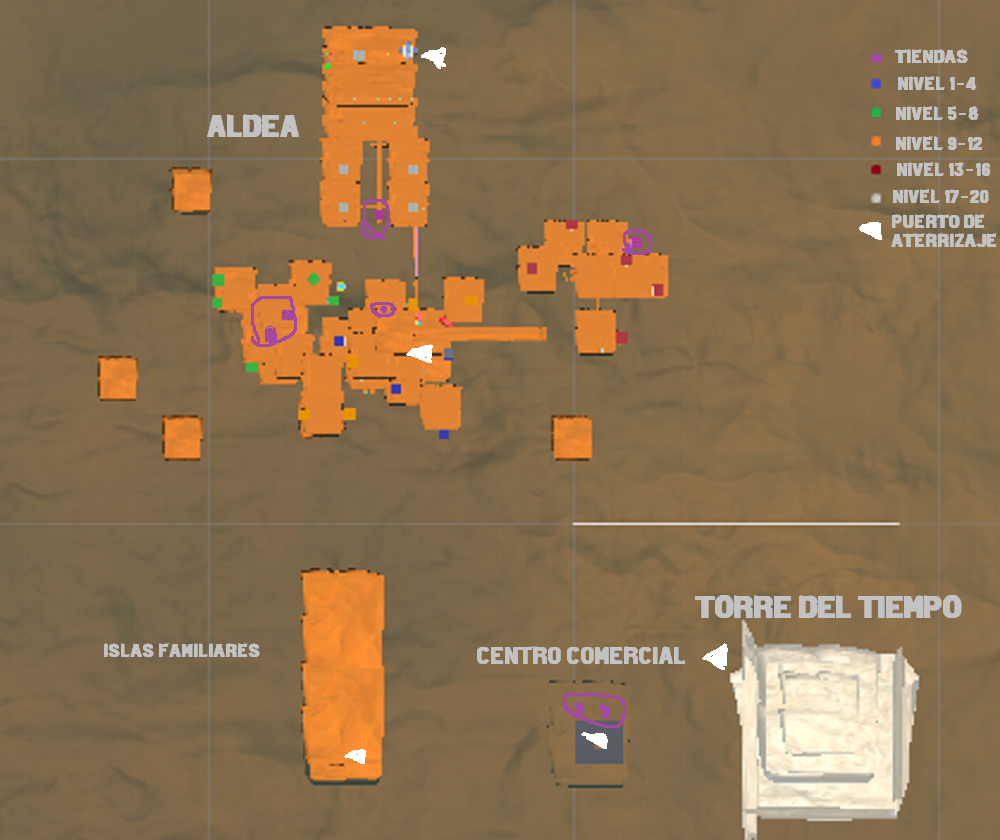 TIENDAS
NIVEL 1-4
ALDEA
NIVEL 5-8
NIVEL 9-12
NIVEL 13-16
NIVEL 17-20
PUERTO DE
ATERRIZAJE
TORRE DEL TIEMPO
ISLAS FAMILIARES
CENTRO COMERCIAL